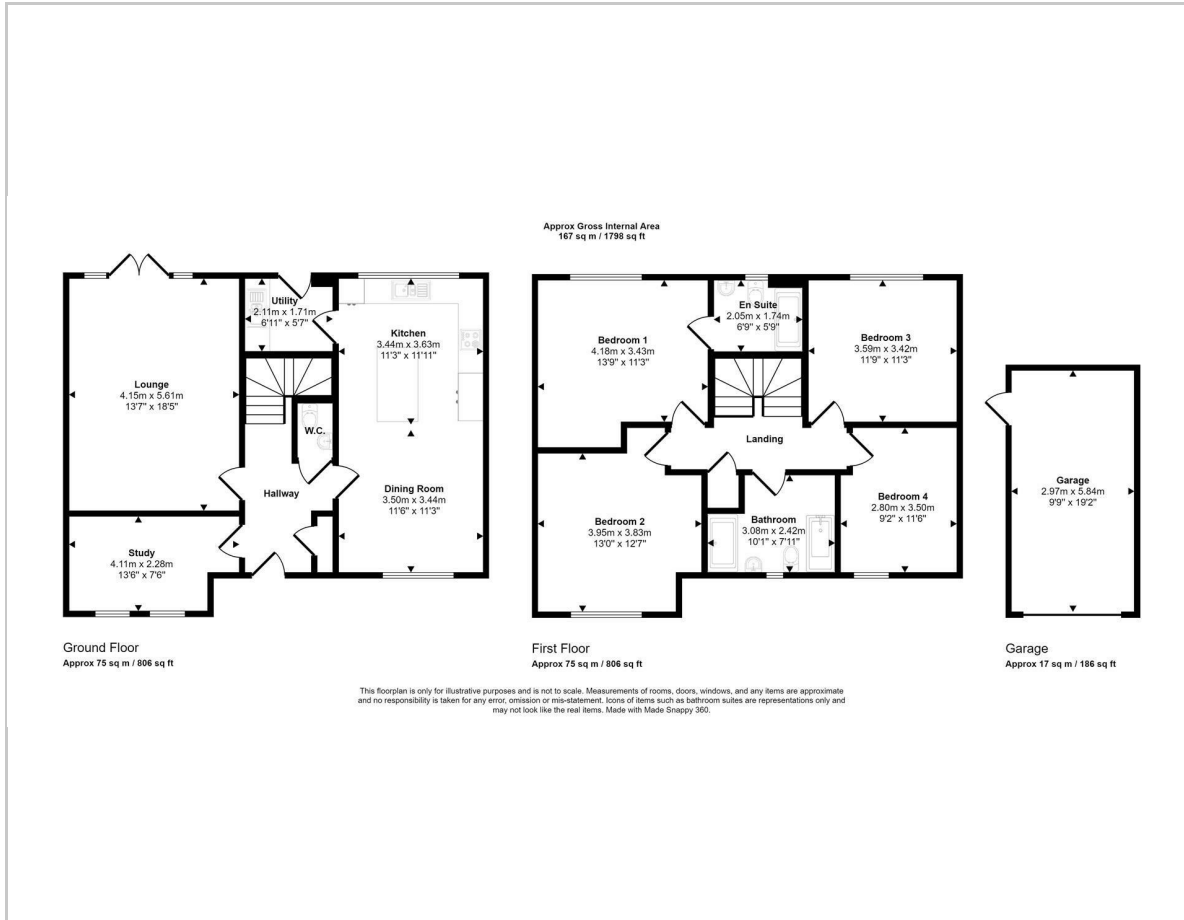 Approx Gross Internal Area
167 sq m / 1798 sq ft
Utility
2.11m x 1.71m
6'11" x 5'7"
Kitchen
3.44m x 3.63m
11'3" x 11'11"
Lounge
4.15m x 5.61m
13'7" x 18'5"
W.C.
Hallway
Dining Room
3.50m x 3.44m
11'6" x 11'3"
Study
4.11m x 2.28m
13'6" x 7'6"
Ground Floor
Approx 75 sq m / 806 sq ft
En Suite
2.05m x 1.74m
6'9" x 5'9"
Bedroom 1
4.18m x 3.43m
13'9" x 11'3"
Bedroom 3
3.59m x 3.42m
11'9" x 11'3"
Landing
Bedroom 2
3.95m x 3.83m
13'0" x 12'7"
Bathroom
3.08m x 2.42m
10'1" x 7'11"
Bedroom 4
2.80m x 3.50m
9'2" x 11'6"
First Floor
Approx 75 sq m / 806 sq ft
Garage
2.97m x 5.84m
9'9" x 19'2"
Garage
Approx 17 sq m / 186 sq ft
This floorplan is only for illustrative purposes and is not to scale. Measurements of rooms, doors, windows, and any items are approximate
and no responsibility is taken for any error, omission or mis-statement. Icons of items such as bathroom suites are representations only and
may not look like the real items. Made with Made Snappy 360.